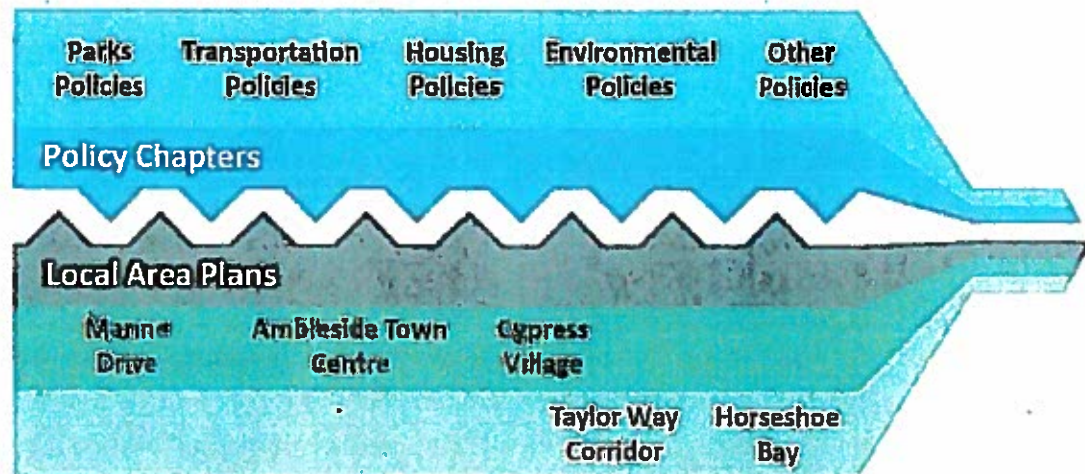 Parks Policies
Transportation Policies
Housing Policies
Environmental Policies
Other Policies
Policy Chapters
Local Area Plans
Marine Drive
Ambleside Town Centre
Cypress Village
Taylor Way Corridor
Horseshoe Bay